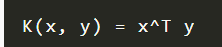 K(x, y) = x^T y